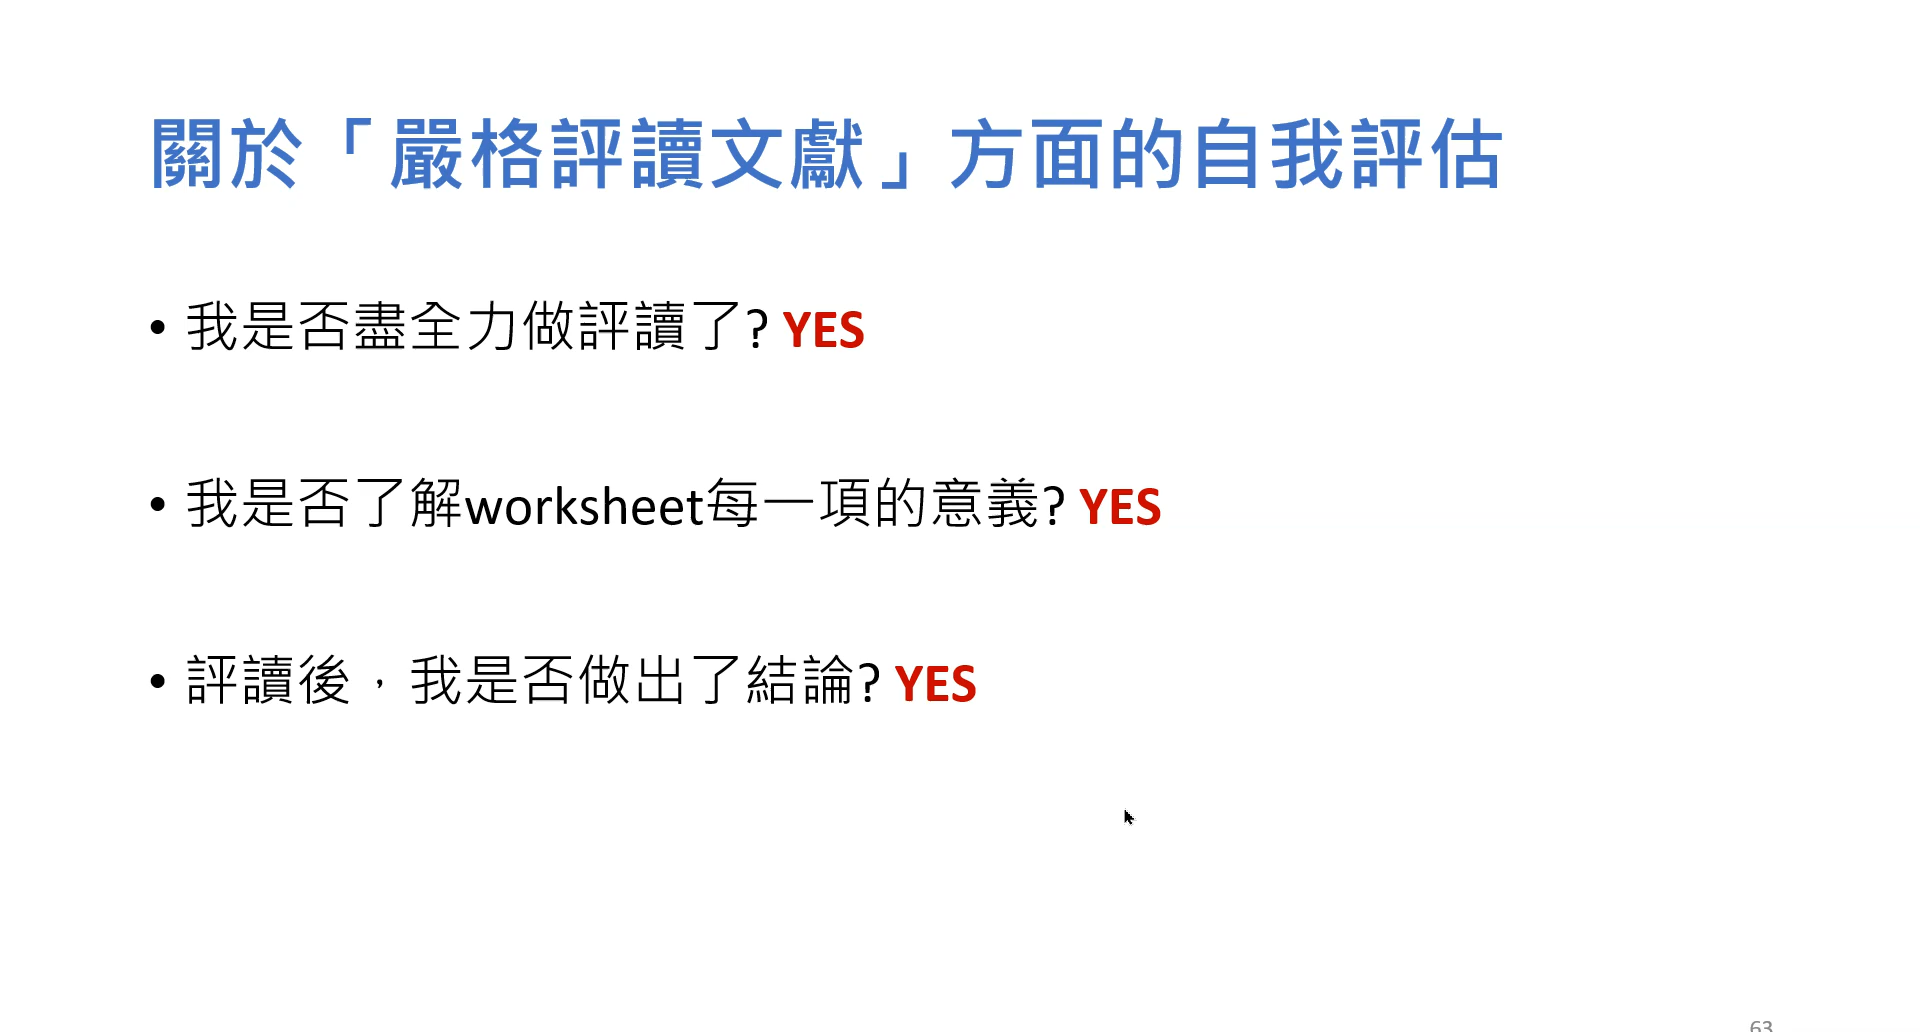 關於「嚴格評讀文獻」方面的自我評估
• 我是否盡全力做評讀了? YES
• 我是否了解worksheet每一項的意義? YES
• 評讀後，我是否做出了結論? YES
63